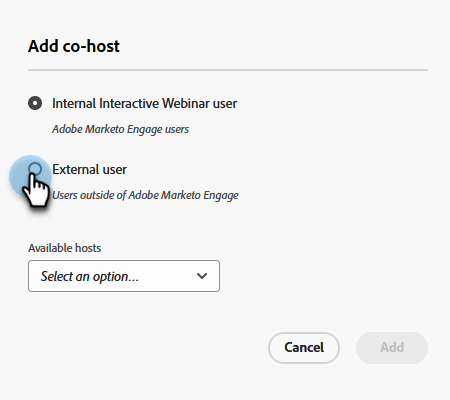 Add co-host
Internal Interactive Webinar user
Adobe Marketo Engage users
External user
Users outside of Adobe Marketo Engage
Available hosts
Select an option...
Cancel
Add